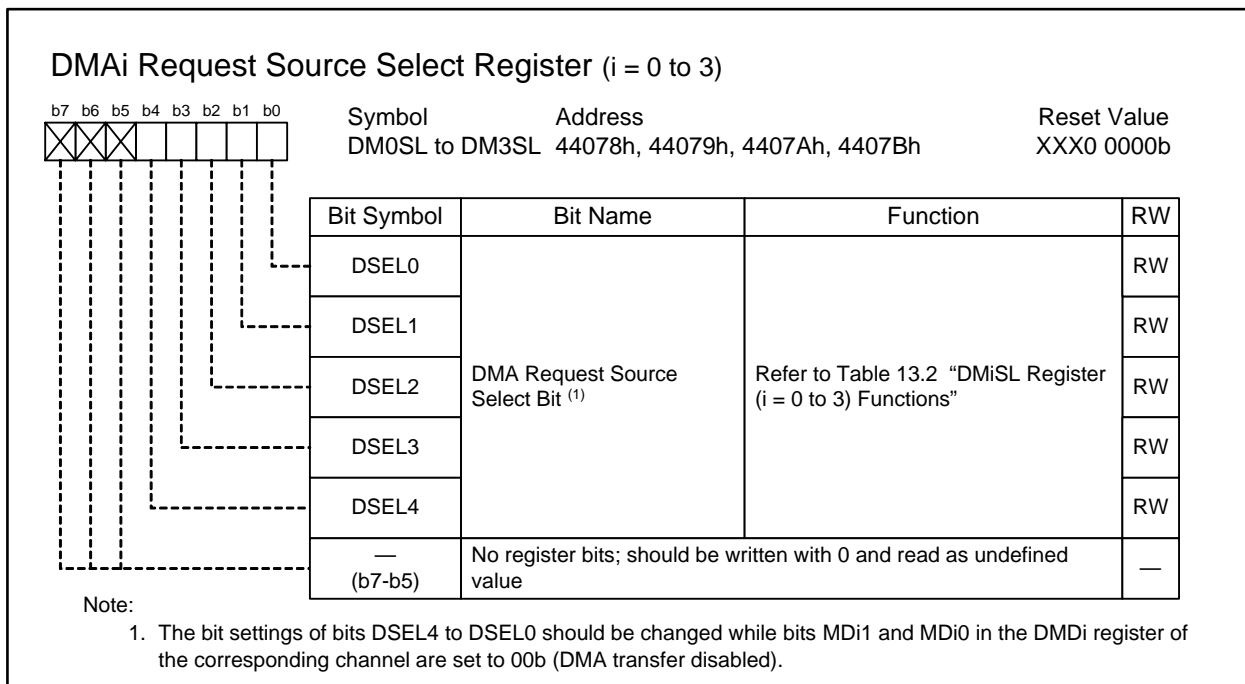 DMAi Request Source Select Register (i = 0 to 3)
b7 b6 b5 b4 b3 b2 b1 b0
Symbol Address Reset Value
DM0SL to DM3SL 44078h, 44079h, 4407Ah, 4407Bh XXX0 0000b
Bit Symbol Bit Name Function RW
DSEL0 RW
DSEL1 RW
DSEL2 DMA Request Source Select Bit (1) Refer to Table 13.2 “DMiSL Register (i = 0 to 3) Functions” RW
DSEL3 RW
DSEL4 RW
— (b7-b5) No register bits; should be written with 0 and read as undefined value —
Note:
1. The bit settings of bits DSEL4 to DSEL0 should be changed while bits MDi1 and MDi0 in the DMDi register of
the corresponding channel are set to 00b (DMA transfer disabled).